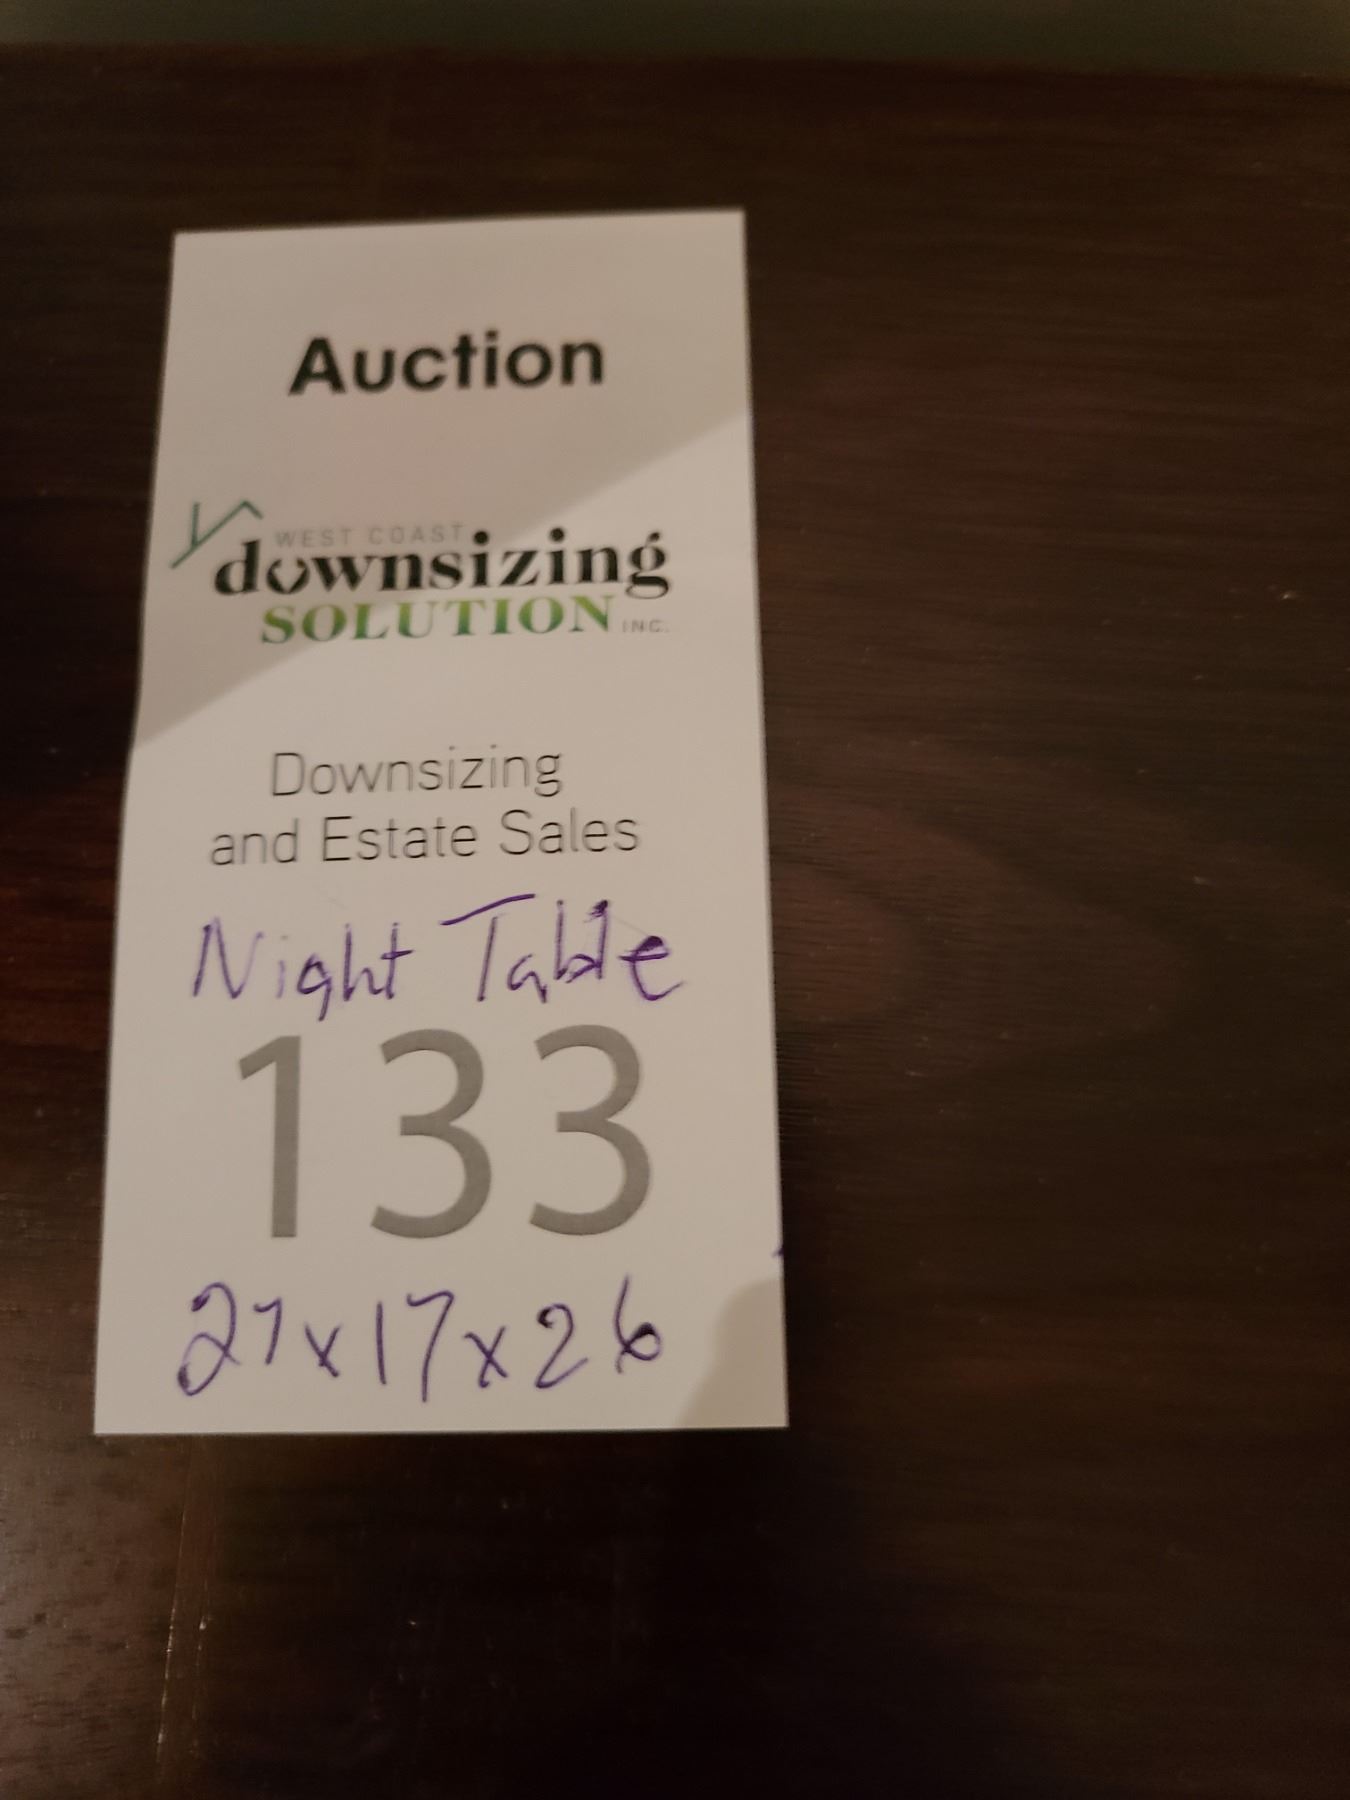 Auction
WEST COAST
downsizing
SOLUTION INC.
Downsizing
and Estate Sales
Night Table
133
27x17x26